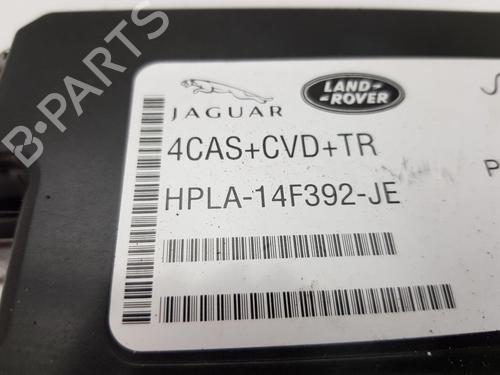 JAGUAR
LAND-
-ROVER
4CAS+CVD+TR
P
HPLA-14F392-JE
B-PARTS